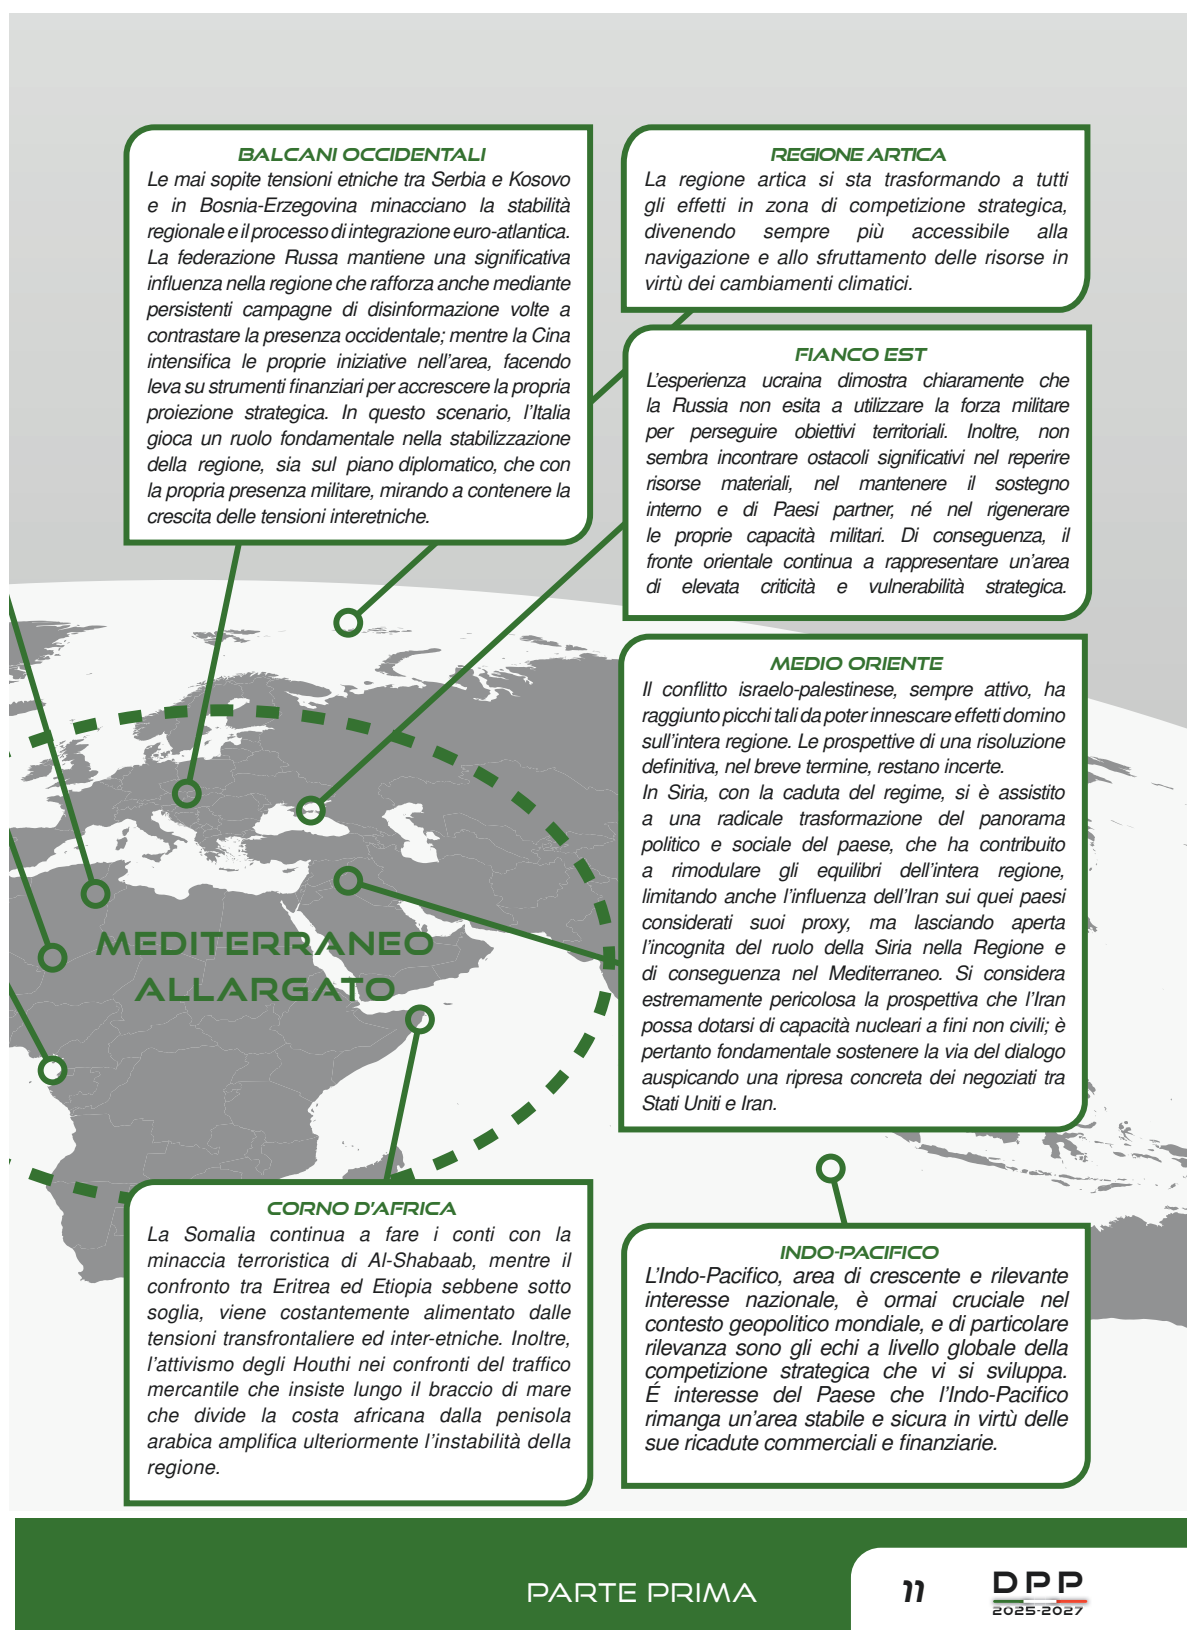 BALCANI OCCIDENTALI
Le mai sopite tensioni etniche tra Serbia e Kosovo
e in Bosnia-Erzegovina minacciano la stabilità
regionale e il processo di integrazione euro-atlantica.
La federazione Russa mantiene una significativa
influenza nella regione che rafforza anche mediante
persistenti campagne di disinformazione volte a
contrastare la presenza occidentale; mentre la Cina
intensifica le proprie iniziative nell’area, facendo
leva su strumenti finanziari per accrescere la propria
proiezione strategica. In questo scenario, l’Italia
gioca un ruolo fondamentale nella stabilizzazione
della regione, sia sul piano diplomatico, che con
la propria presenza militare, mirando a contenere la
crescita delle tensioni interetniche.
REGIONE ARTICA
La regione artica si sta trasformando a tutti
gli effetti in zona di competizione strategica,
divenendo sempre più accessibile alla
navigazione e allo sfruttamento delle risorse in
virtù dei cambiamenti climatici.
FIANCO EST
L’esperienza ucraina dimostra chiaramente che
la Russia non esita a utilizzare la forza militare
per perseguire obiettivi territoriali. Inoltre, non
sembra incontrare ostacoli significativi nel reperire
risorse materiali, nel mantenere il sostegno
interno e di Paesi partner, né nel rigenerare
le proprie capacità militari. Di conseguenza, il
fronte orientale continua a rappresentare un’area
di elevata criticità e vulnerabilità strategica.
MEDIO ORIENTE
Il conflitto israelo-palestinese, sempre attivo, ha
raggiunto picchi tali da poter innescare effetti domino
sull’intera regione. Le prospettive di una risoluzione
definitiva, nel breve termine, restano incerte.
In Siria, con la caduta del regime, si è assistito
a una radicale trasformazione del panorama
politico e sociale del paese, che ha contribuito
a rimodulare gli equilibri dell’intera regione,
limitando anche l’influenza dell’Iran sui quei paesi
considerati suoi proxy, ma lasciando aperta
l’incognita del ruolo della Siria nella Regione e
di conseguenza nel Mediterraneo. Si considera
estremamente pericolosa la prospettiva che l’Iran
possa dotarsi di capacità nucleari a fini non civili; è
pertanto fondamentale sostenere la via del dialogo
auspicando una ripresa concreta dei negoziati tra
Stati Uniti e Iran.
MEDITERRANEO
ALLARGATO
CORNO D’AFRICA
La Somalia continua a fare i conti con la
minaccia terroristica di Al-Shabaab, mentre il
confronto tra Eritrea ed Etiopia sebbene sotto
soglia, viene costantemente alimentato dalle
tensioni transfrontaliere ed inter-etniche. Inoltre,
l’attivismo degli Houthi nei confronti del traffico
mercantile che insiste lungo il braccio di mare
che divide la costa africana dalla penisola
arabica amplifica ulteriormente l’instabilità della
regione.
INDO-PACIFICO
L’Indo-Pacifico, area di crescente e rilevante
interesse nazionale, è ormai cruciale nel
contesto geopolitico mondiale, e di particolare
rilevanza sono gli echi a livello globale della
competizione strategica che vi si sviluppa.
É interesse del Paese che l’Indo-Pacifico
rimanga un’area stabile e sicura in virtù delle
sue ricadute commerciali e finanziarie.
PARTE PRIMA
11
DPP
2025-2027